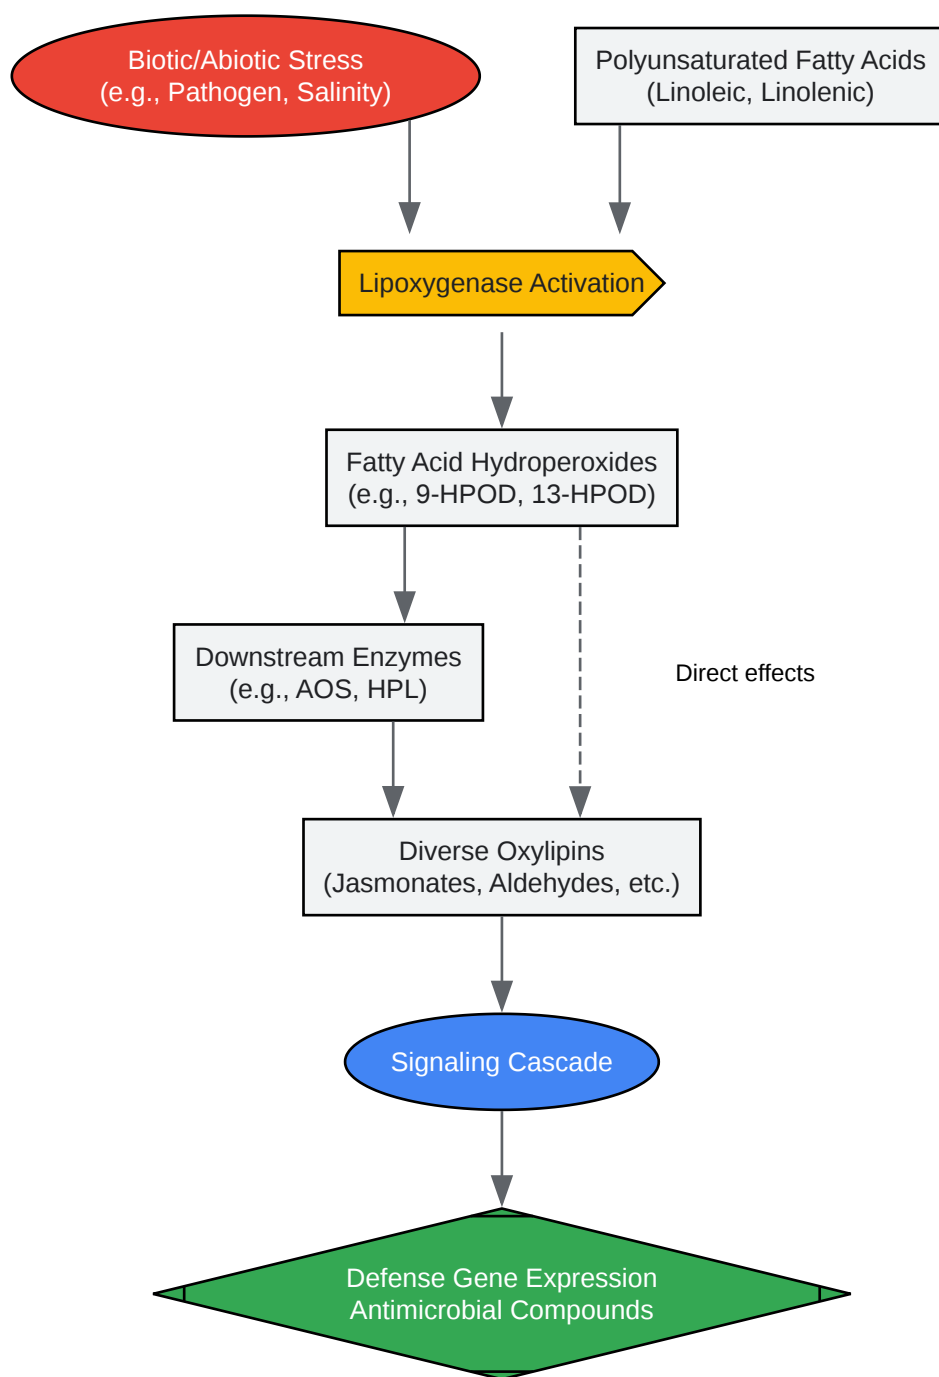 Biotic/Abiotic Stress
(e.g., Pathogen, Salinity)
Polyunsaturated Fatty Acids
(Linoleic, Linolenic)
Lipoxygenase Activation
Fatty Acid Hydroperoxides
(e.g., 9-HPOD, 13-HPOD)
Downstream Enzymes
(e.g., AOS, HPL)
Direct effects
Diverse Oxylipins
(Jasmonates, Aldehydes, etc.)
Signaling Cascade
Defense Gene Expression
Antimicrobial Compounds